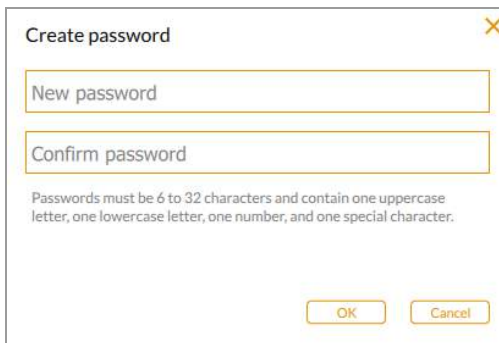 Create password
New password
Confirm password
Passwords must be 6 to 32 characters and contain one uppercase
letter, one lowercase letter, one number, and one special character.
OK
Cancel